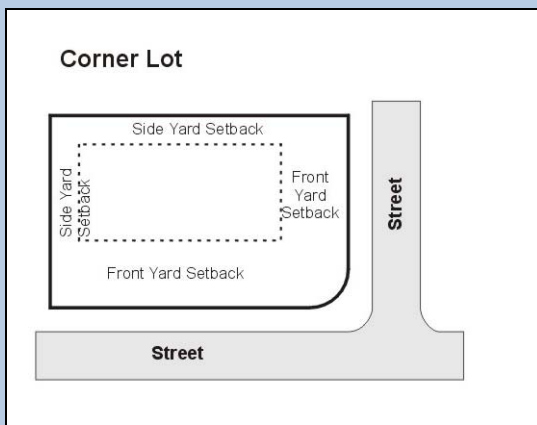 Corner Lot
Side Yard Setback
Side Yard
Setback
Front
Yard
Setback
Street
Front Yard Setback
Street